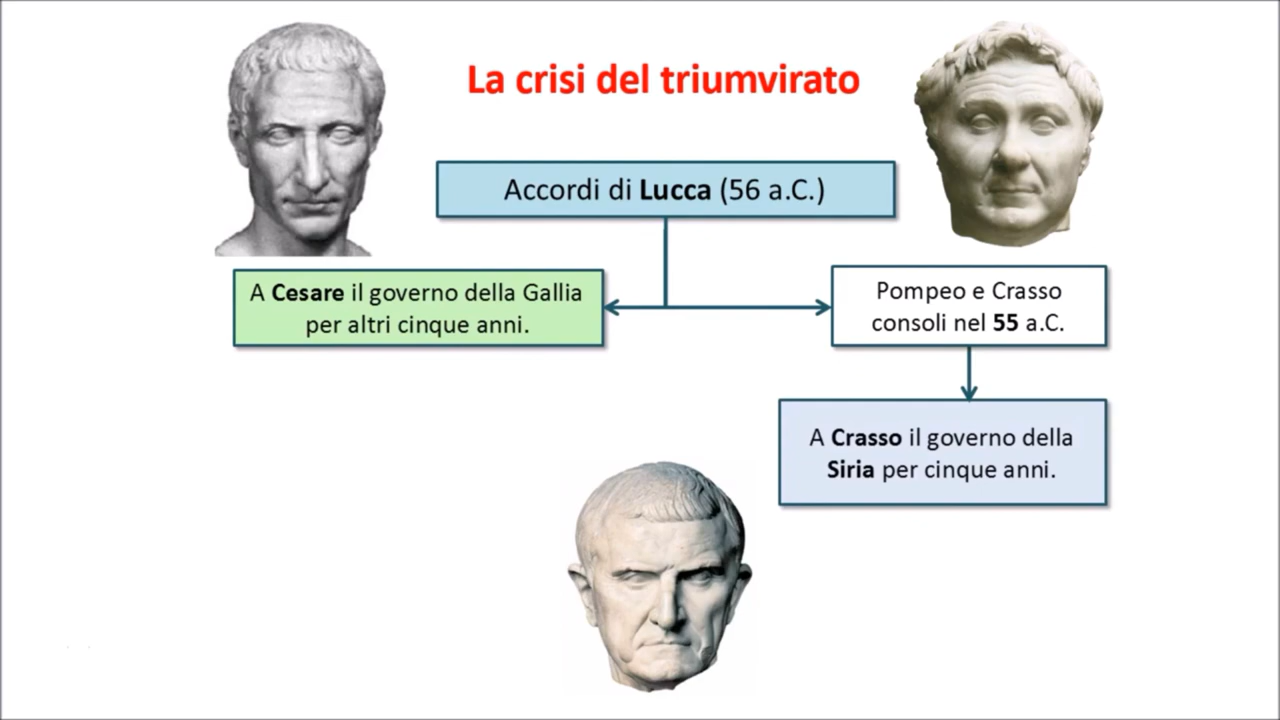 La crisi del triumvirato
Accordi di Lucca (56 a.C.)
A Cesare il governo della Gallia
per altri cinque anni.
Pompeo e Crasso
consoli nel 55 a.C.
A Crasso il governo della
Siria per cinque anni.